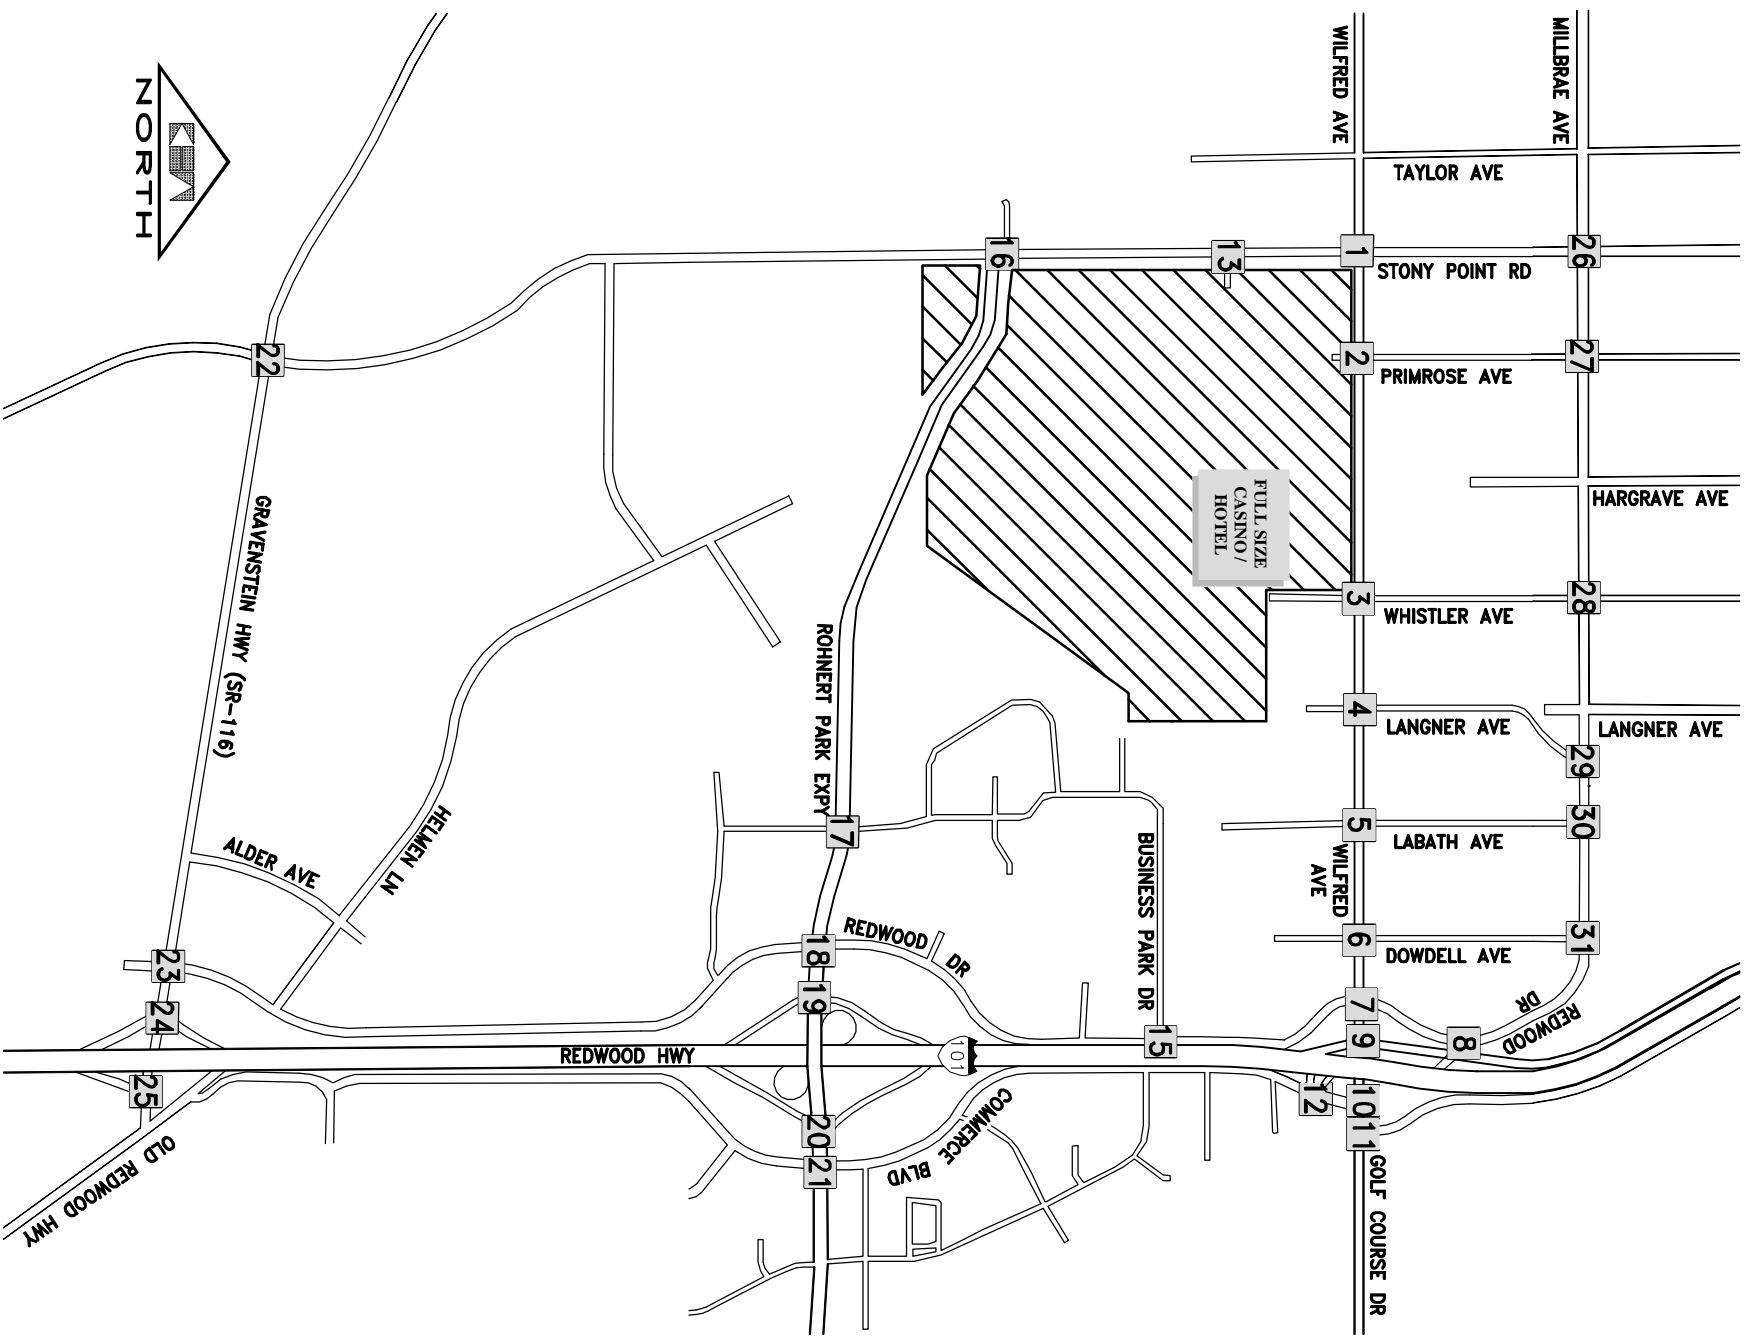 WILFRED AVE
MILLBRAE AVE
TAYLOR AVE
NORTH
16
13
1
26
STONY POINT RD
22
2
27
PRIMROSE AVE
HARGRAVE AVE
FULL SIZE
CASINO /
HOTEL
GRAVENSTEIN HWY (SR-116)
3
28
WHISTLER AVE
ROHNERT PARK EXPY
4
LANGNER AVE
LANGNER AVE
29
17
5
30
LABATH AVE
HELMEN LN
ALDER AVE
BUSINESS PARK DR
WILFRED
AVE
REDWOOD DR
18
6
31
DOWDELL AVE
23
24
19
7
REDWOOD
DR
15
9
8
REDWOOD HWY
101
25
12
10
11
20
21
COMMERCE BLVD
OLD REDWOOD HWY
GOLF COURSE DR